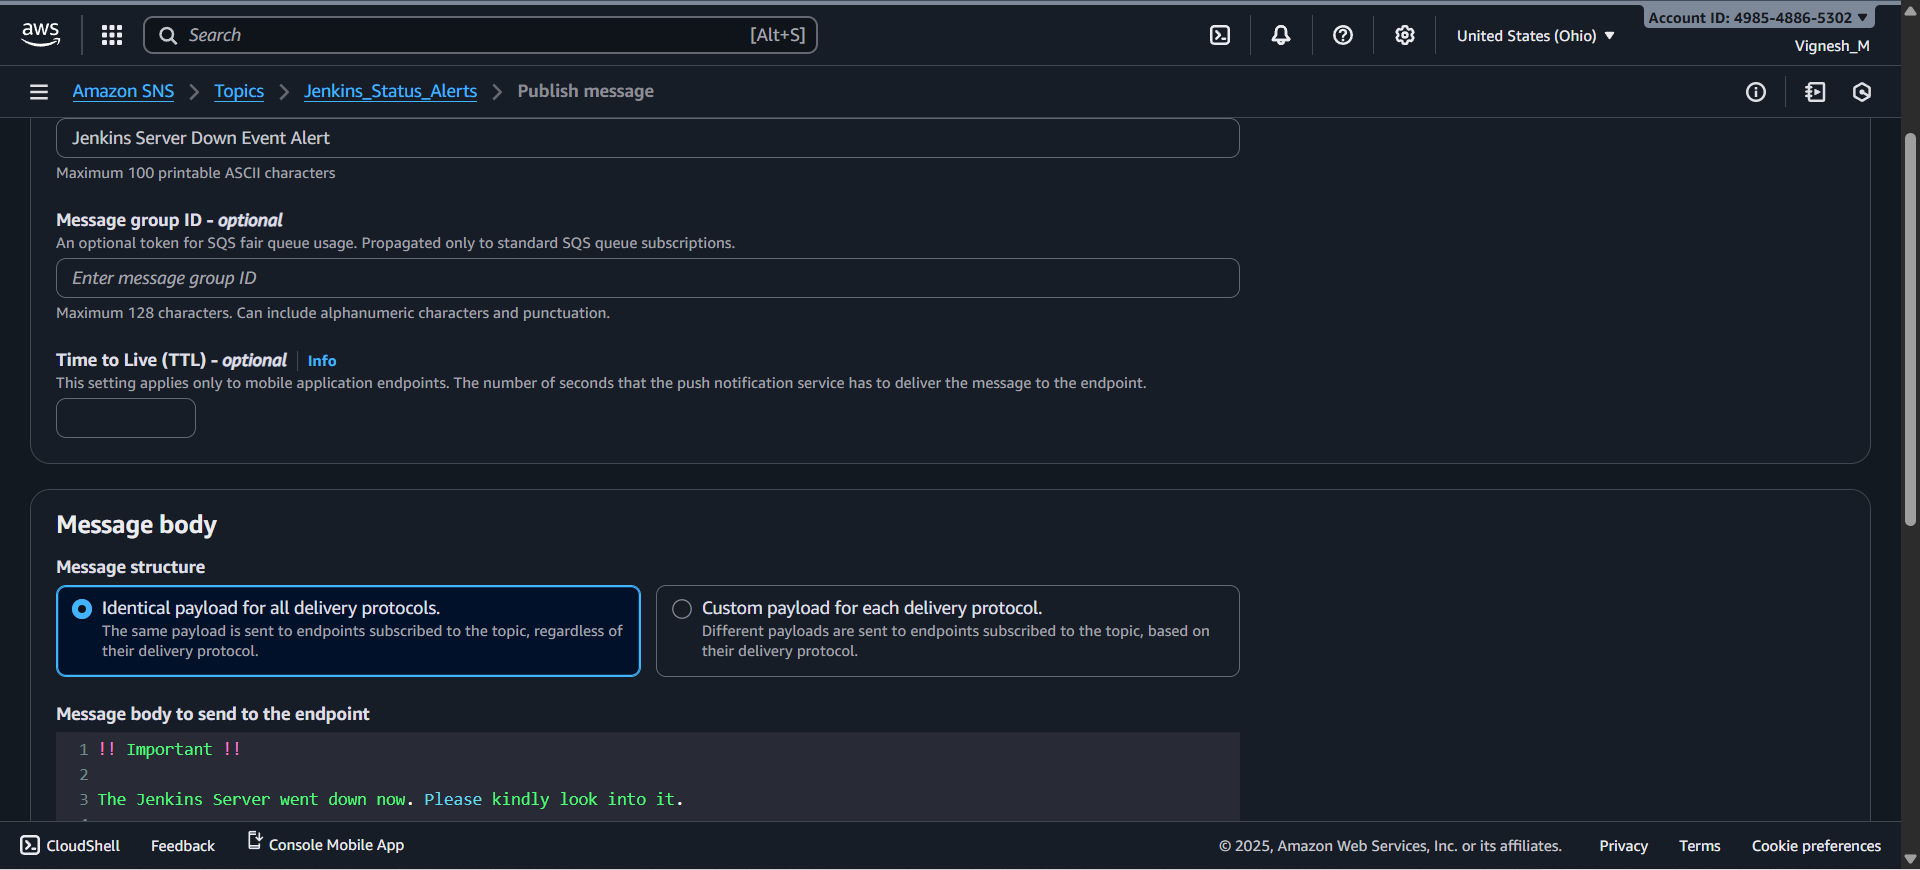 aws
Search
[Alt+S]
United States (Ohio)
Account ID: 4985-4886-5302
Vignesh_M
Amazon SNS
Topics
Jenkins_Status_Alerts
Publish message
Jenkins Server Down Event Alert
Maximum 100 printable ASCII characters
Message group ID - optional
An optional token for SQS fair queue usage. Propagated only to standard SQS queue subscriptions.
Enter message group ID
Maximum 128 characters. Can include alphanumeric characters and punctuation.
Time to Live (TTL) - optional
Info
This setting applies only to mobile application endpoints. The number of seconds that the push notification service has to deliver the message to the endpoint.
Message body
Message structure
Identical payload for all delivery protocols.
The same payload is sent to endpoints subscribed to the topic, regardless of
their delivery protocol.
Custom payload for each delivery protocol.
Different payloads are sent to endpoints subscribed to the topic, based on
their delivery protocol.
Message body to send to the endpoint
1 !! Important !!
2
3 The Jenkins Server went down now. Please kindly look into it.
CloudShell
Feedback
Console Mobile App
© 2025, Amazon Web Services, Inc. or its affiliates.
Privacy
Terms
Cookie preferences